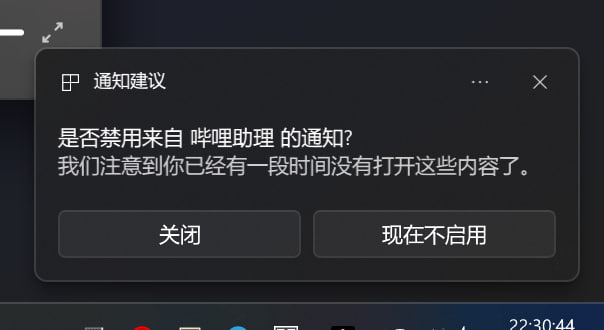 通知建议
是否禁用来自 哔哩助理 的通知?
我们注意到你已经有一段时间没有打开这些内容了。
关闭
现在不启用
22:30:44